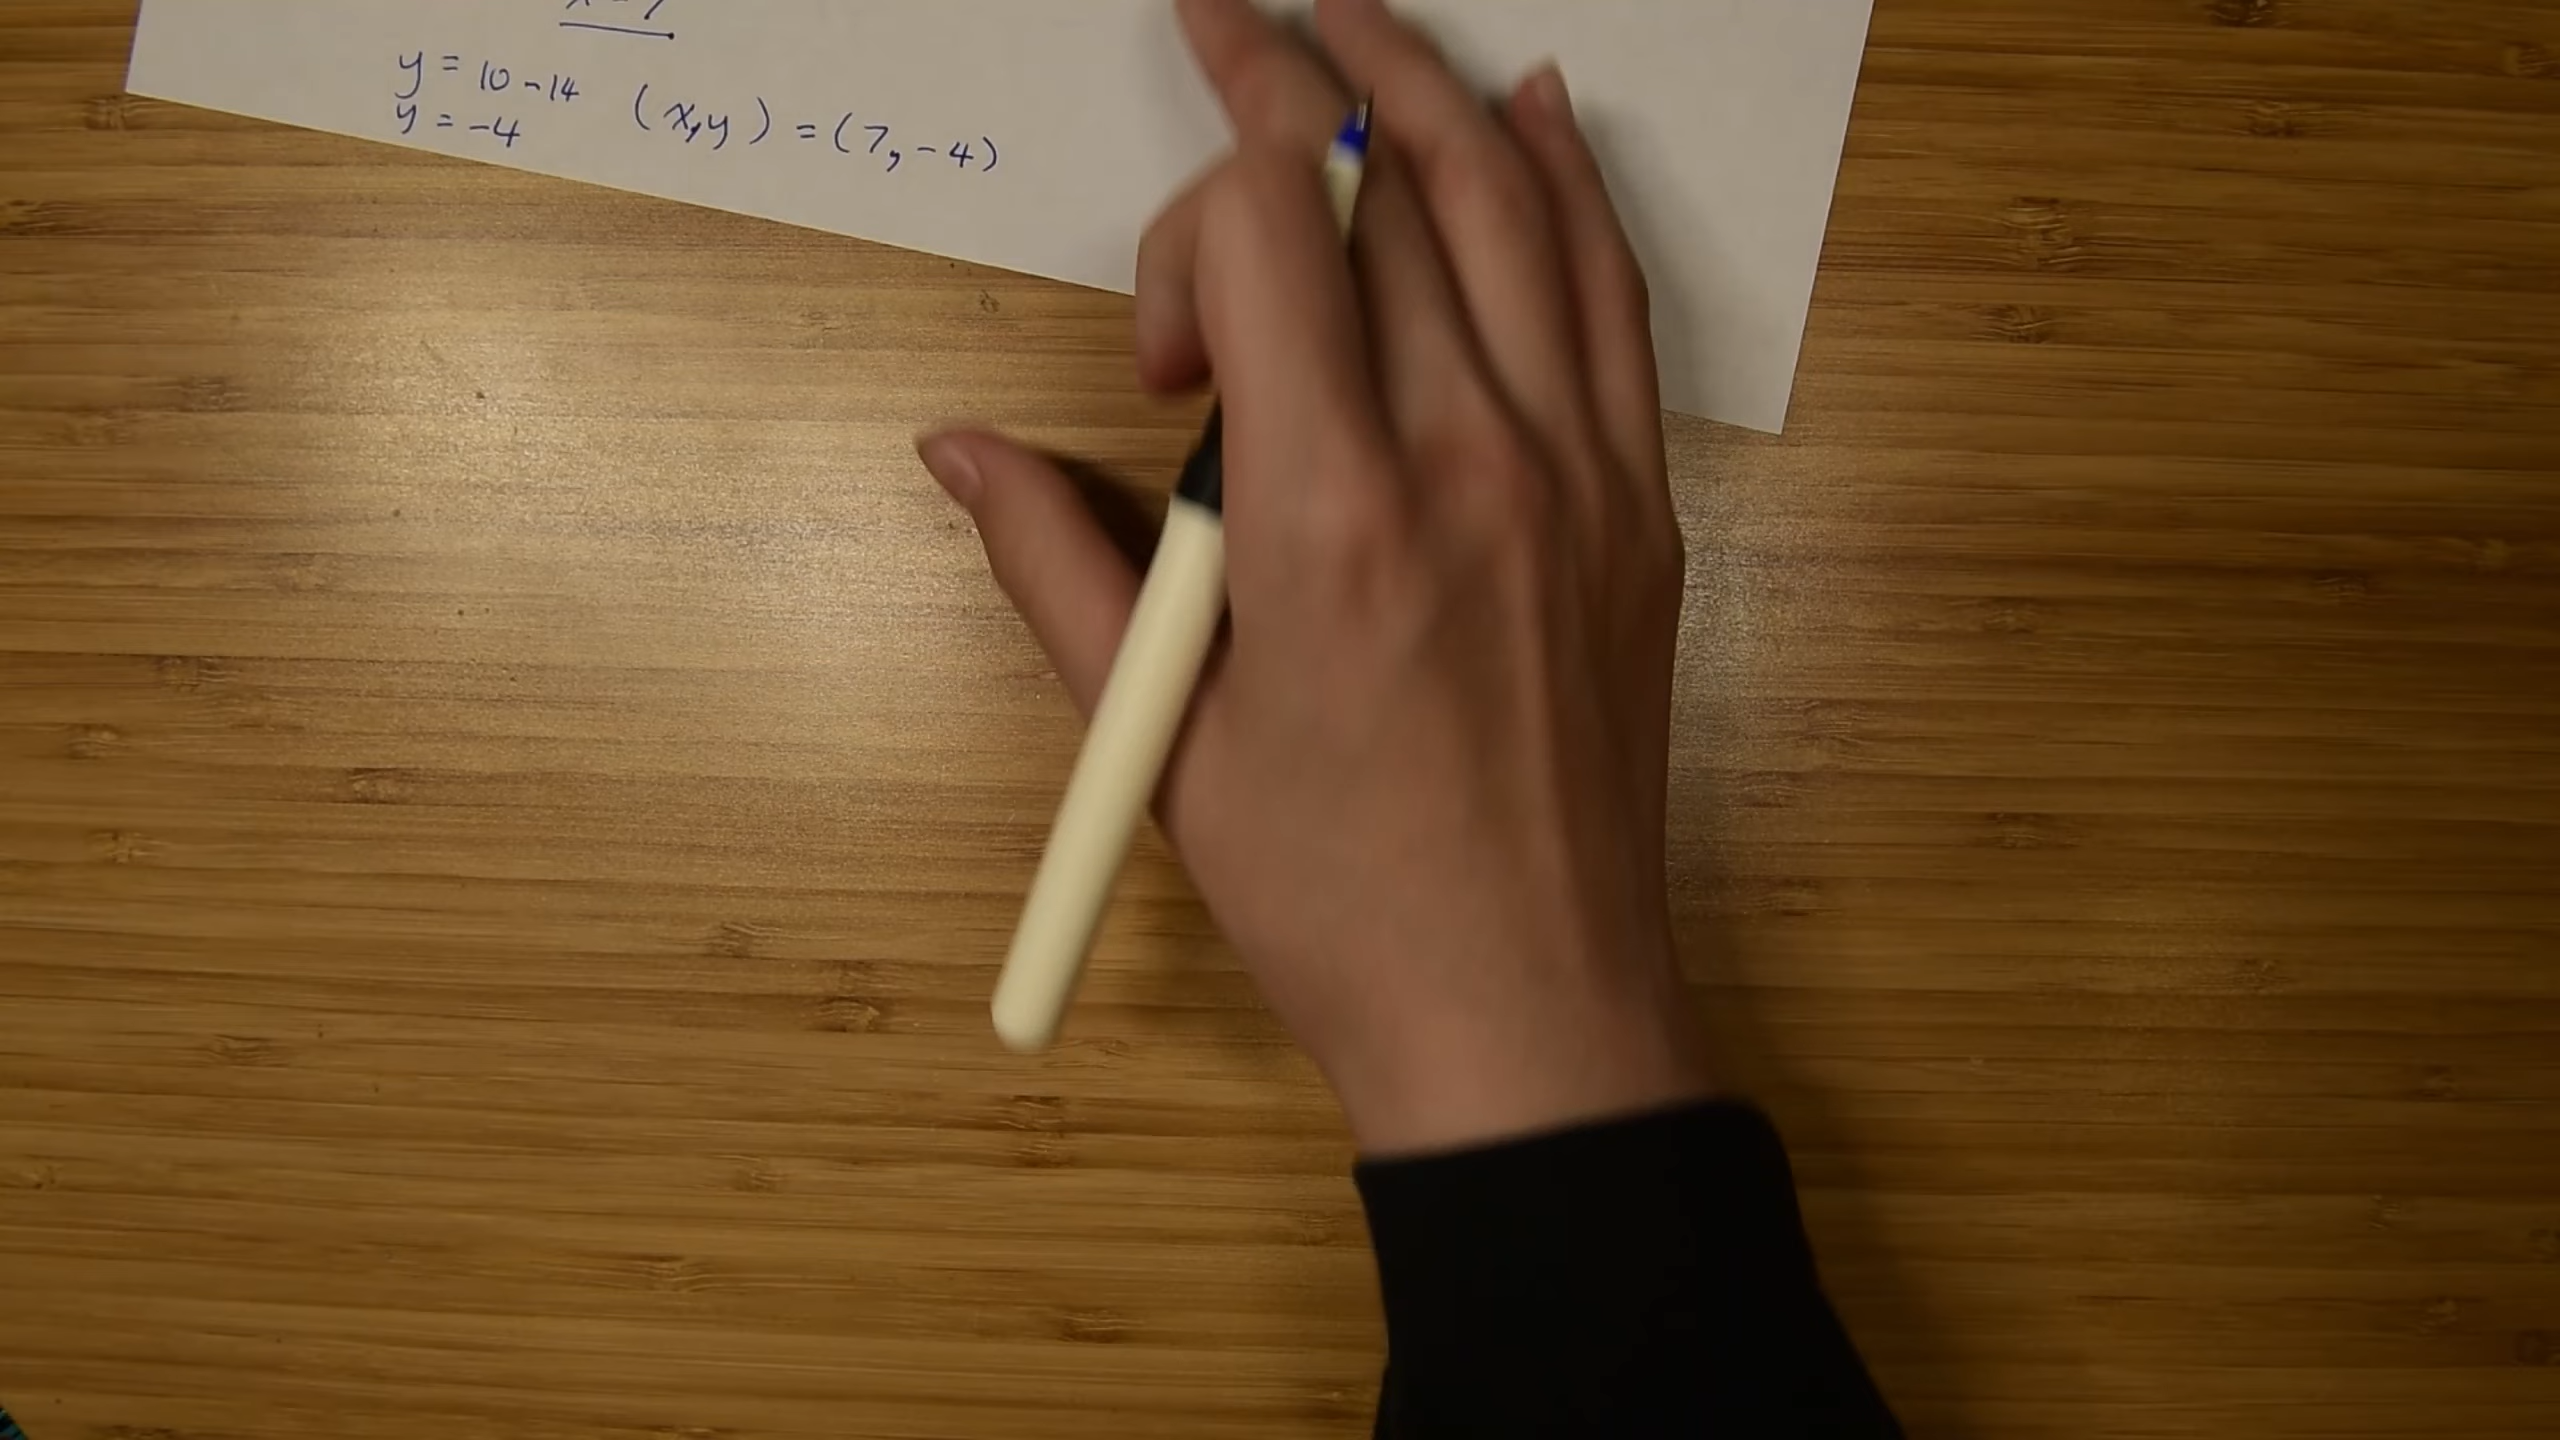 y = 10 - 14
y = -4 (x,y) = (7, -4)